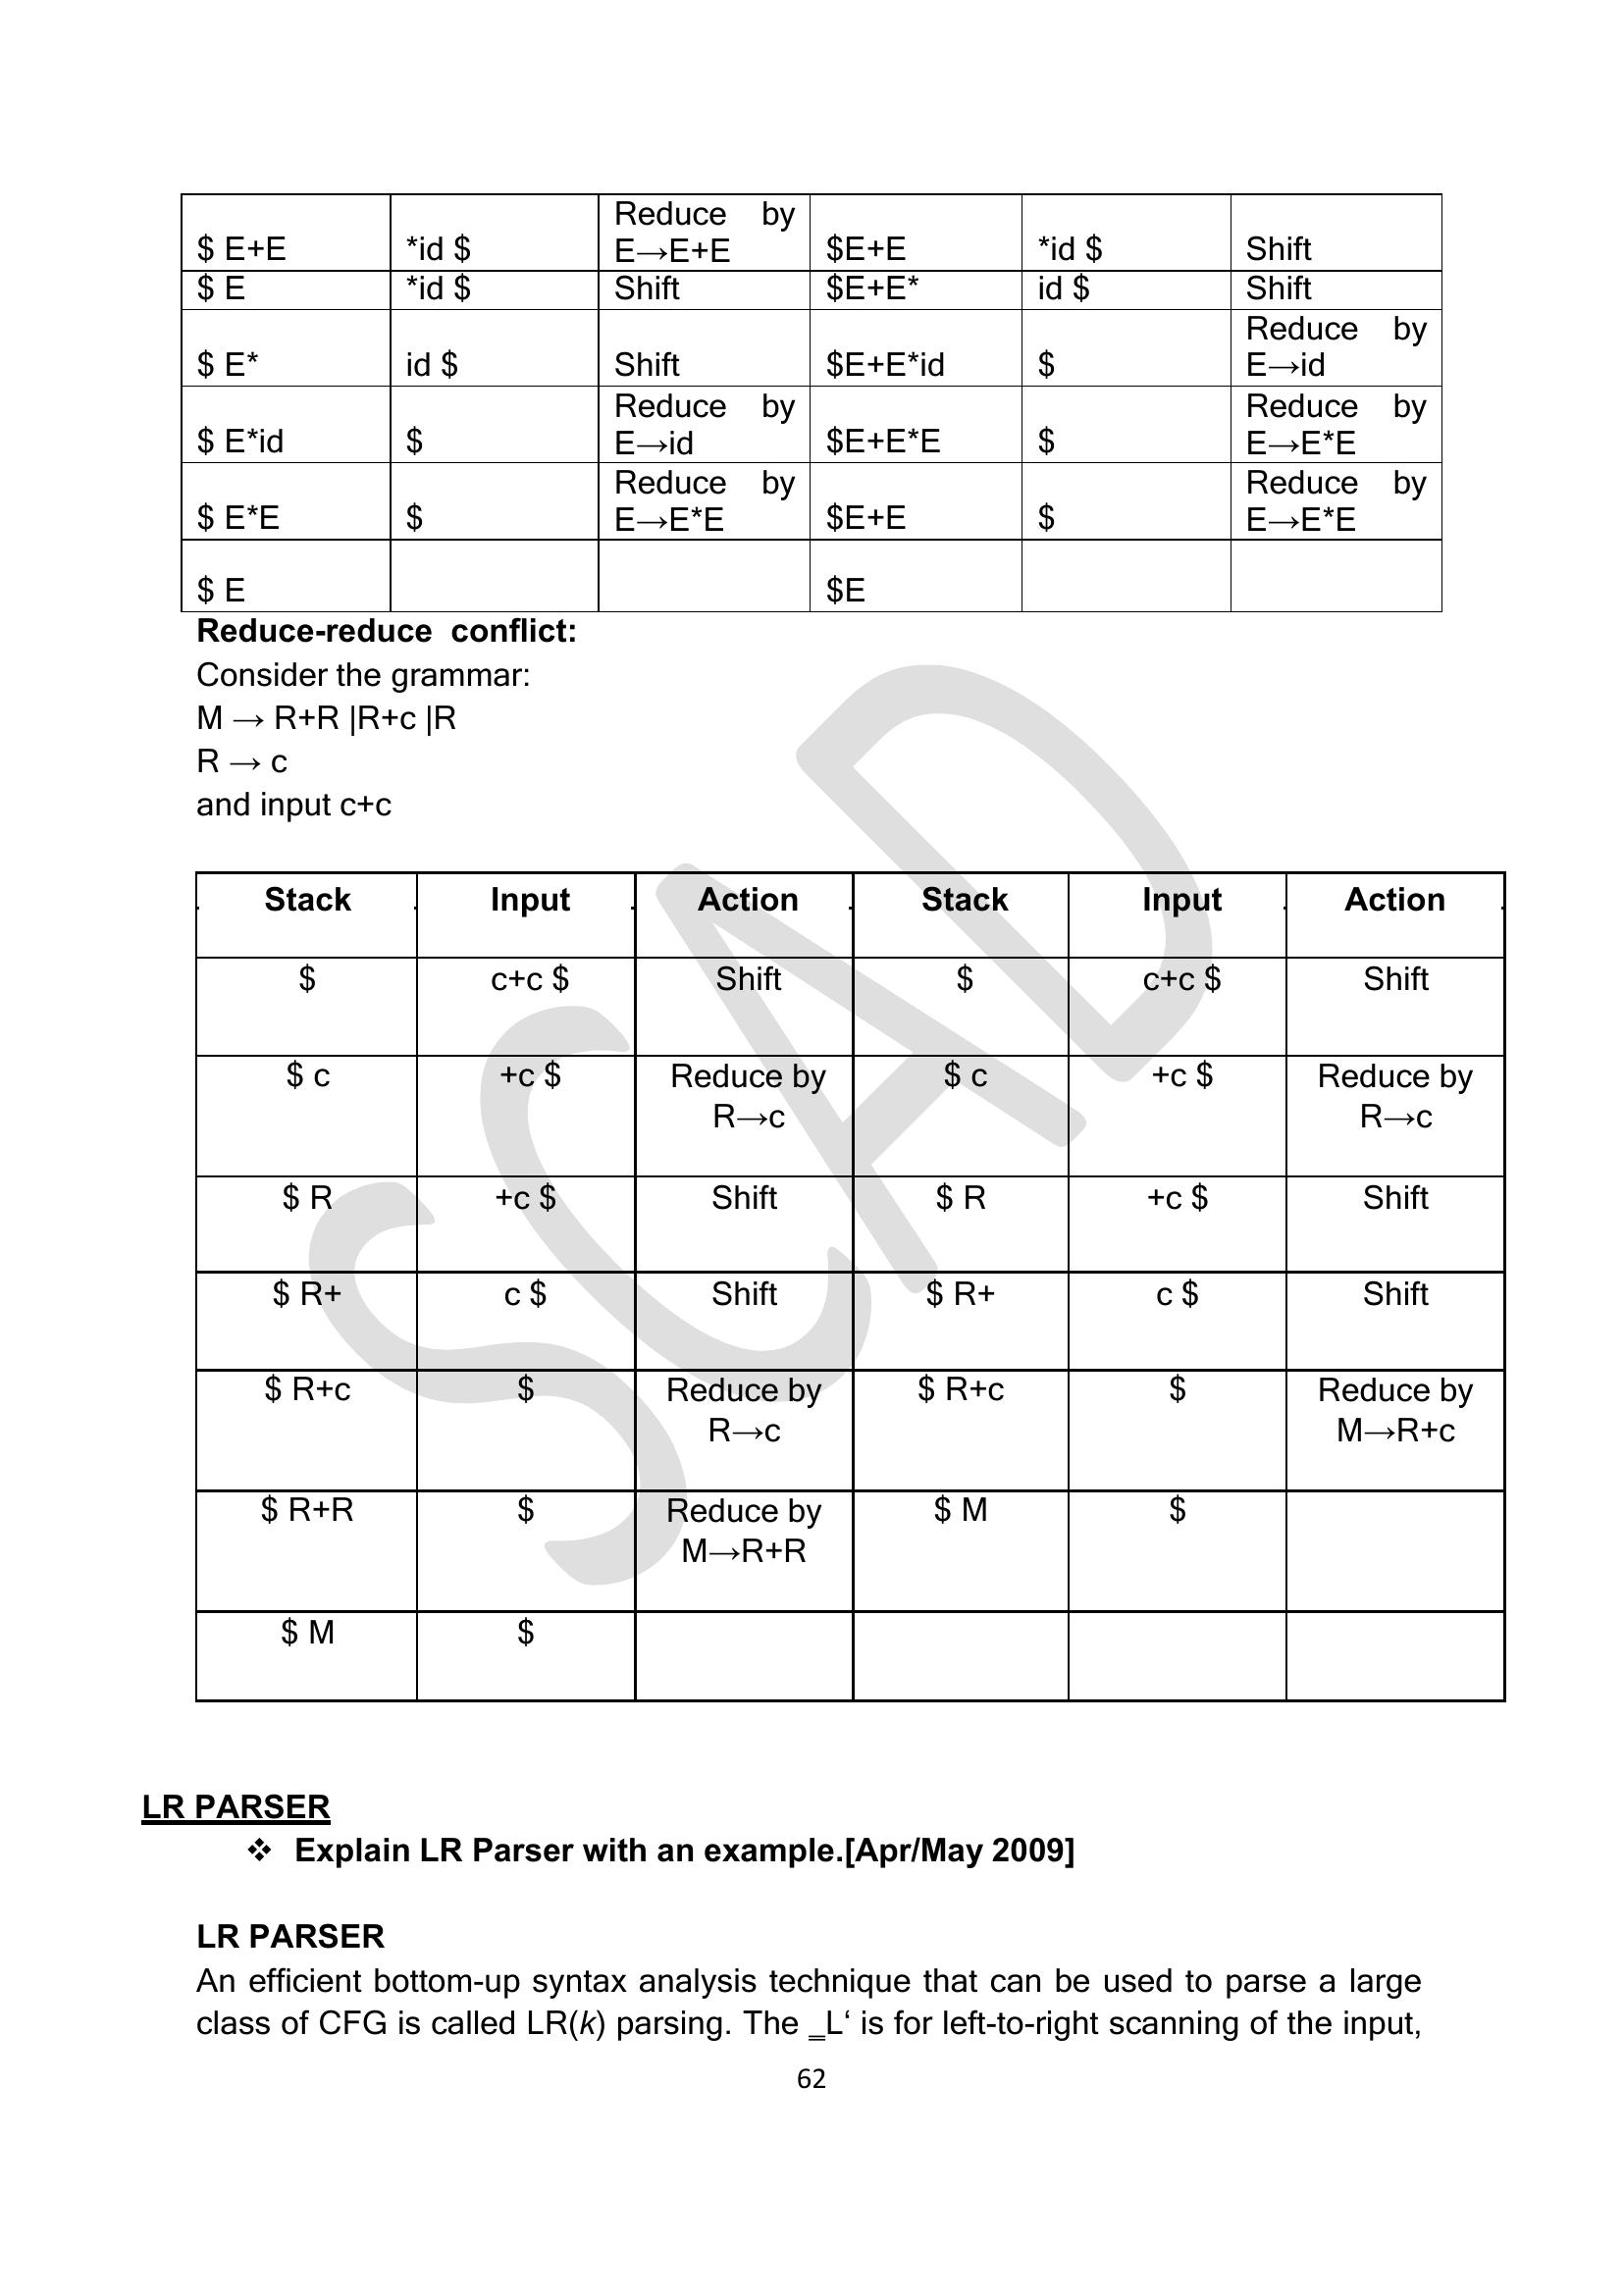 Reduce by Reduce
$ E+E *id $ E→E+E $E+E *id $ Shift
$ E *id $ Shift $E+E* id $ Shift
Reduce by
$ E* id $ Shift $E+E*id $ E→id
Reduce by Reduce by
$ E*id $ E→id $E+E*E $ E→E*E
Reduce by Reduce by
$ E*E $ E→E*E $E+E $ E→E*E
$ E $E
Reduce-reduce conflict:
Consider the grammar:
M → R+R |R+c |R
R → c
and input c+c
Stack Input Action Stack Input Action
$ c+c $ Shift $ c+c $ Shift
$ c +c $ Reduce by $ c +c $ Reduce by
R→c R→c
$ R +c $ Shift $ R +c $ Shift
$ R+ c $ Shift $ R+ c $ Shift
$ R+c $ Reduce by $ R+c $ Reduce by
R→c M→R+c
$ R+R $ Reduce by $ M $
M→R+R
$ M $
SCAD
LR PARSER
❖ Explain LR Parser with an example.[Apr/May 2009]
LR PARSER
An efficient bottom-up syntax analysis technique that can be used to parse a large
class of CFG is called LR(k) parsing. The ‗L‘ is for left-to-right scanning of the input,
62